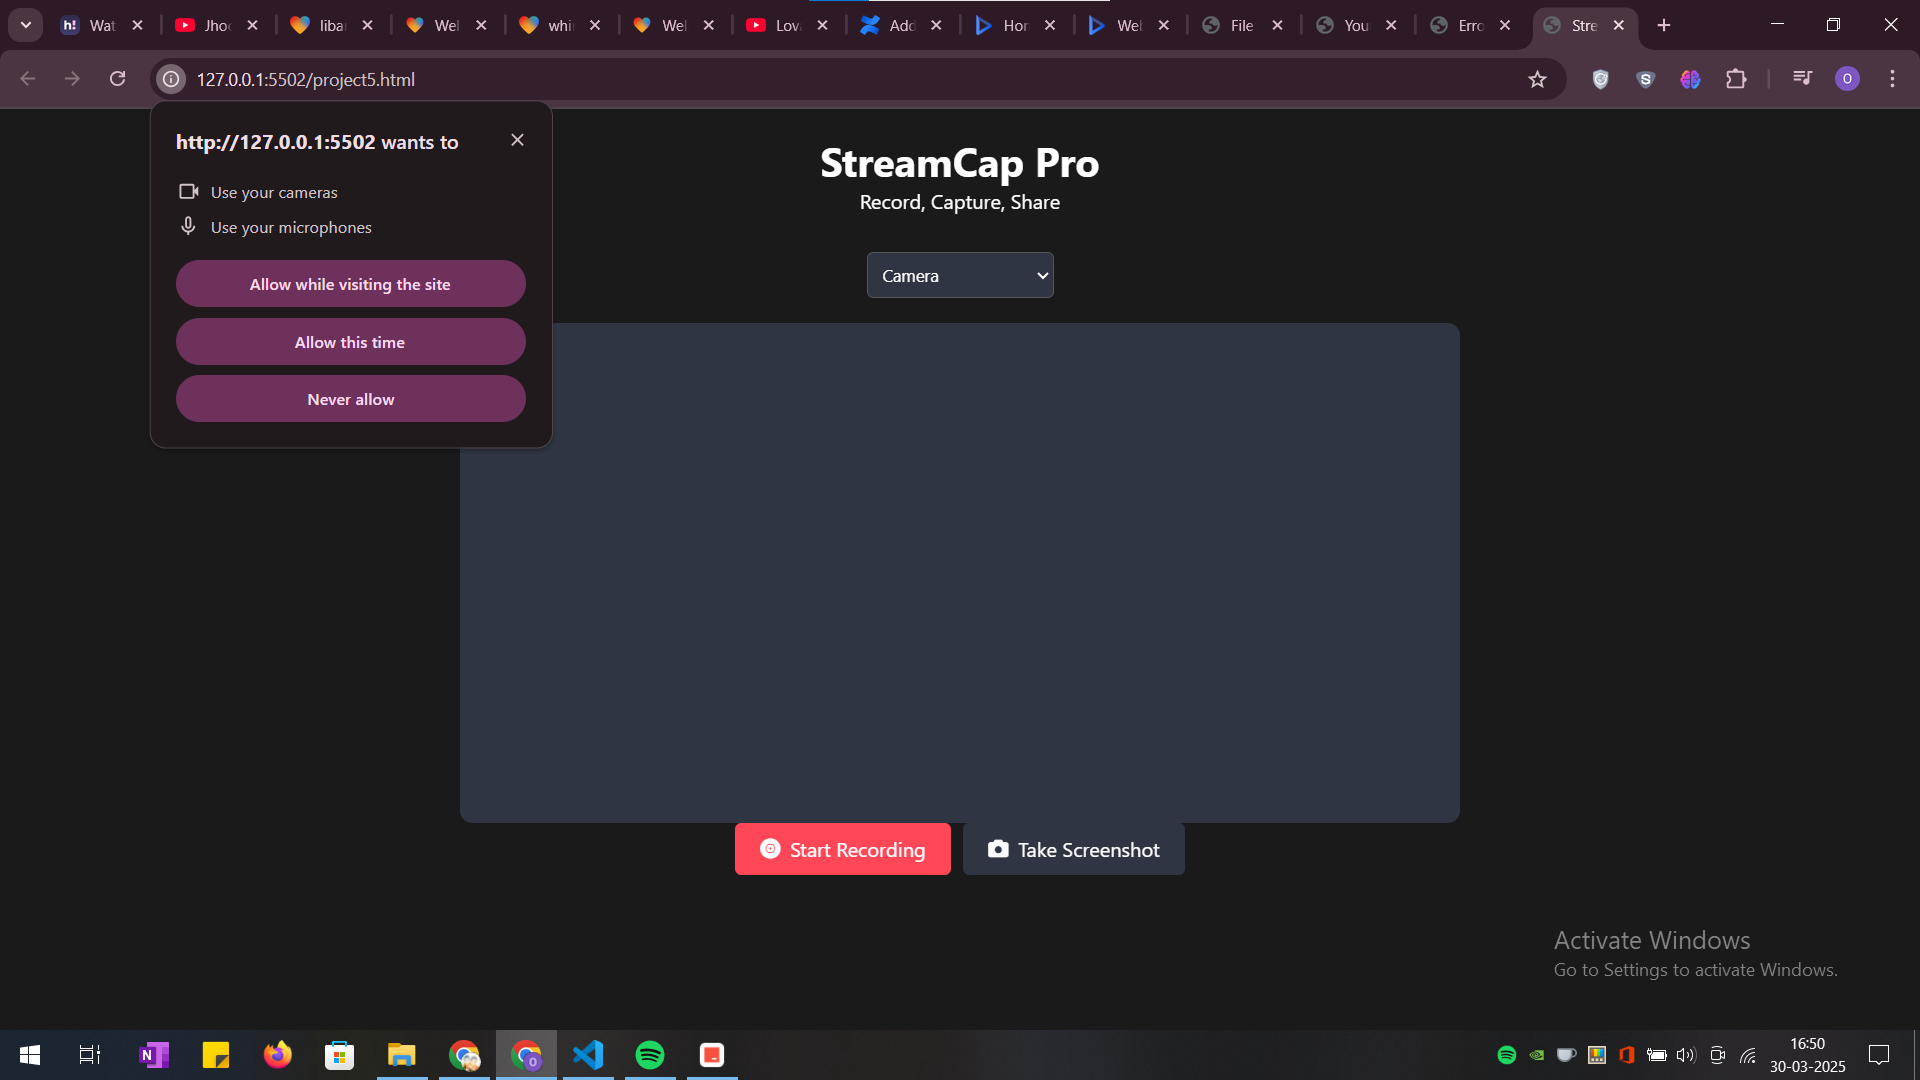 h! Wat
Jhoo
libar
Wel
whi
Wel
Lov
Add
Hor
Wel
File
You
Erro
Stre
127.0.0.1:5502/project5.html
S
O
http://127.0.0.1:5502 wants to
Use your cameras
Use your microphones
Allow while visiting the site
Allow this time
Never allow
StreamCap Pro
Record, Capture, Share
Camera
Start Recording
Take Screenshot
Activate Windows
Go to Settings to activate Windows.
N
O
16:50
30-03-2025